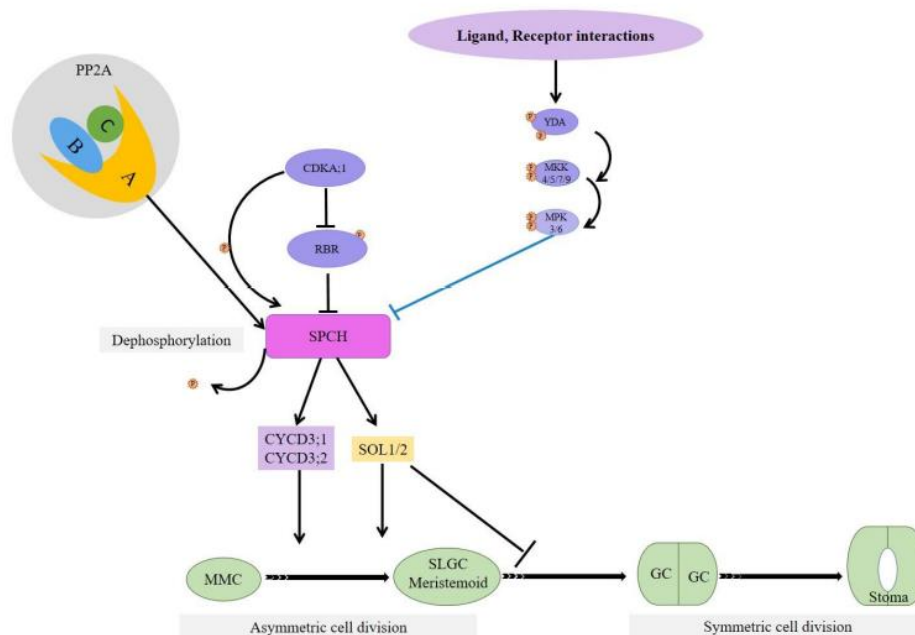 Ligand, Receptor interactions
PP2A
C
B
A
YDA
P
P
MKK
4/5/7/9
P
P
MPK
3/6
P
P
CDKA;1
P
RBR
P
SPCH
Dephosphorylation
P
CYCD3;1
CYCD3;2
SOL1/2
MMC
SLGC
Meristemoid
GC
GC
Stoma
Asymmetric cell division
Symmetric cell division